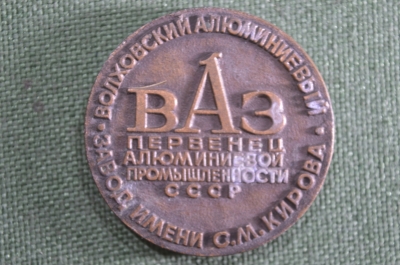 ВОЛХОВСКИЙ АЛЮМИНИЕВЫЙ
ЗАВОД ИМЕНИ С.М. КИРОВА
ВАЗ
ПЕРВЕНЕЦ
АЛЮМИНИЕВОЙ
ПРОМЫШЛЕННОСТИ
СССР